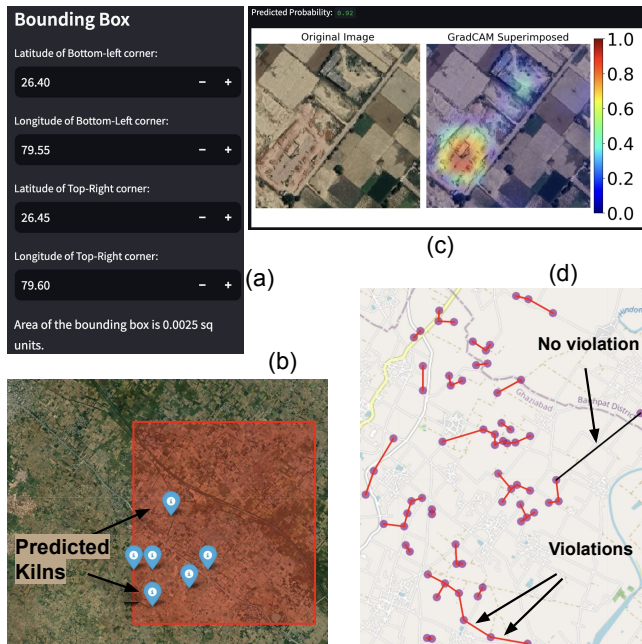 Bounding Box
Latitude of Bottom-left corner:
26.40
− +
Longitude of Bottom-Left corner:
79.55
− +
Latitude of Top-Right corner:
26.45
− +
Longitude of Top-Right corner:
79.60
− +
Area of the bounding box is 0.0025 sq
units.
(a)
Predicted Probability: 0.92
Original Image
GradCAM Superimposed
1.0
0.8
0.6
0.4
0.2
0.0
(c)
(b)
Predicted
Kilns
(d)
No violation
Baghpat District
Ghaziabad
Violations